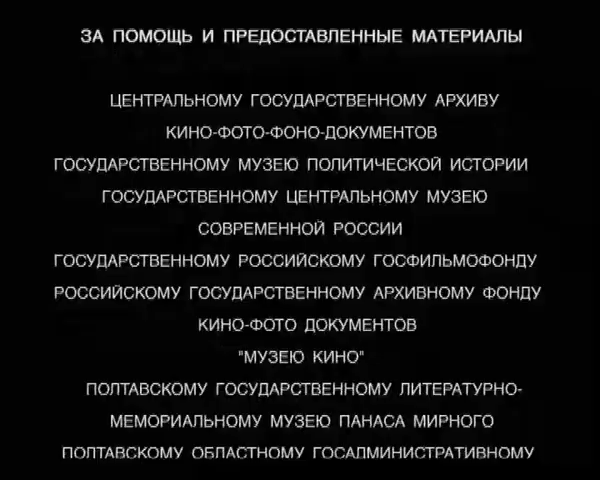 ЗА ПОМОЩЬ И ПРЕДОСТАВЛЕННЫЕ МАТЕРИАЛЫ
ЦЕНТРАЛЬНОМУ ГОСУДАРСТВЕННОМУ АРХИВУ
КИНО-ФОТО-ФОНО-ДОКУМЕНТОВ
ГОСУДАРСТВЕННОМУ МУЗЕЮ ПОЛИТИЧЕСКОЙ ИСТОРИИ
ГОСУДАРСТВЕННОМУ ЦЕНТРАЛЬНОМУ МУЗЕЮ
СОВРЕМЕННОЙ РОССИИ
ГОСУДАРСТВЕННОМУ РОССИЙСКОМУ ГОСФИЛЬМОФОНДУ
РОССИЙСКОМУ ГОСУДАРСТВЕННОМУ АРХИВНОМУ ФОНДУ
КИНО-ФОТО ДОКУМЕНТОВ
"МУЗЕЮ КИНО"
ПОЛТАВСКОМУ ГОСУДАРСТВЕННОМУ ЛИТЕРАТУРНО-
МЕМОРИАЛЬНОМУ МУЗЕЮ ПАНАСА МИРНОГО
ПОЛТАВСКОМУ ОБЛАСТНОМУ ГОСАДМИНИСТРАТИВНОМУ